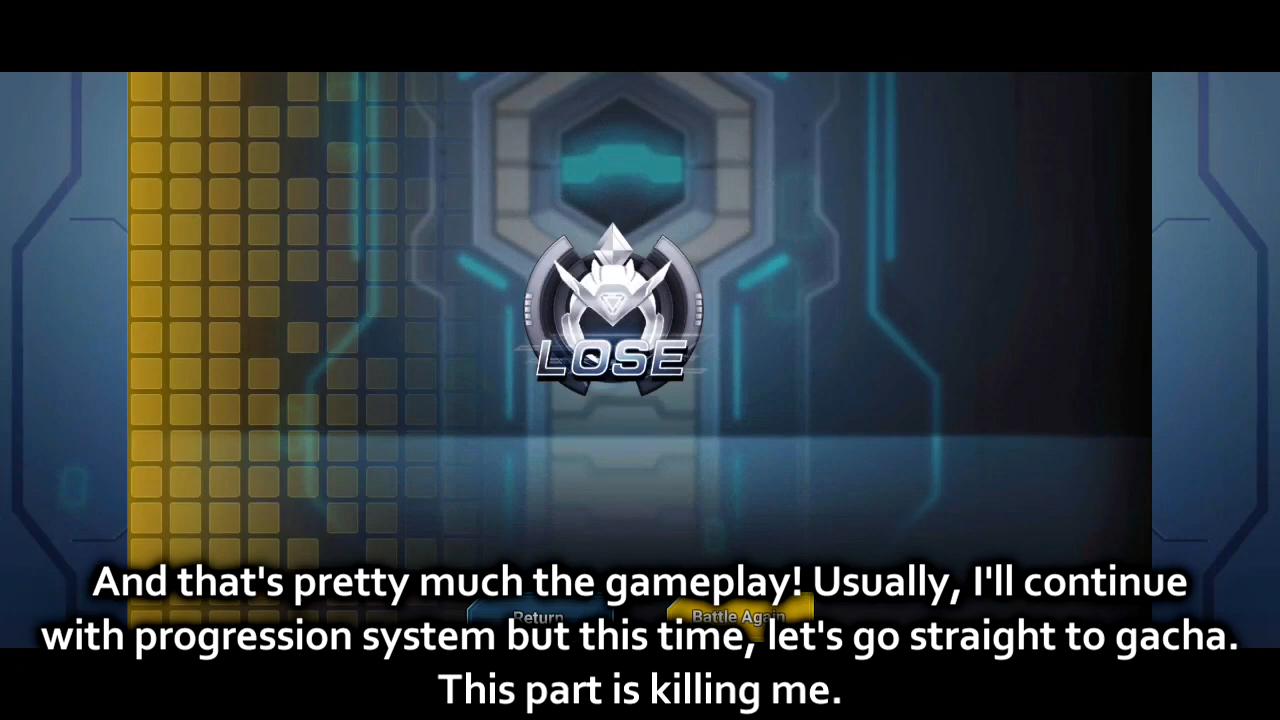 LOSE
Return
Battle Again
And that's pretty much the gameplay! Usually, I'll continue
with progression system but this time, let's go straight to gacha.
This part is killing me.